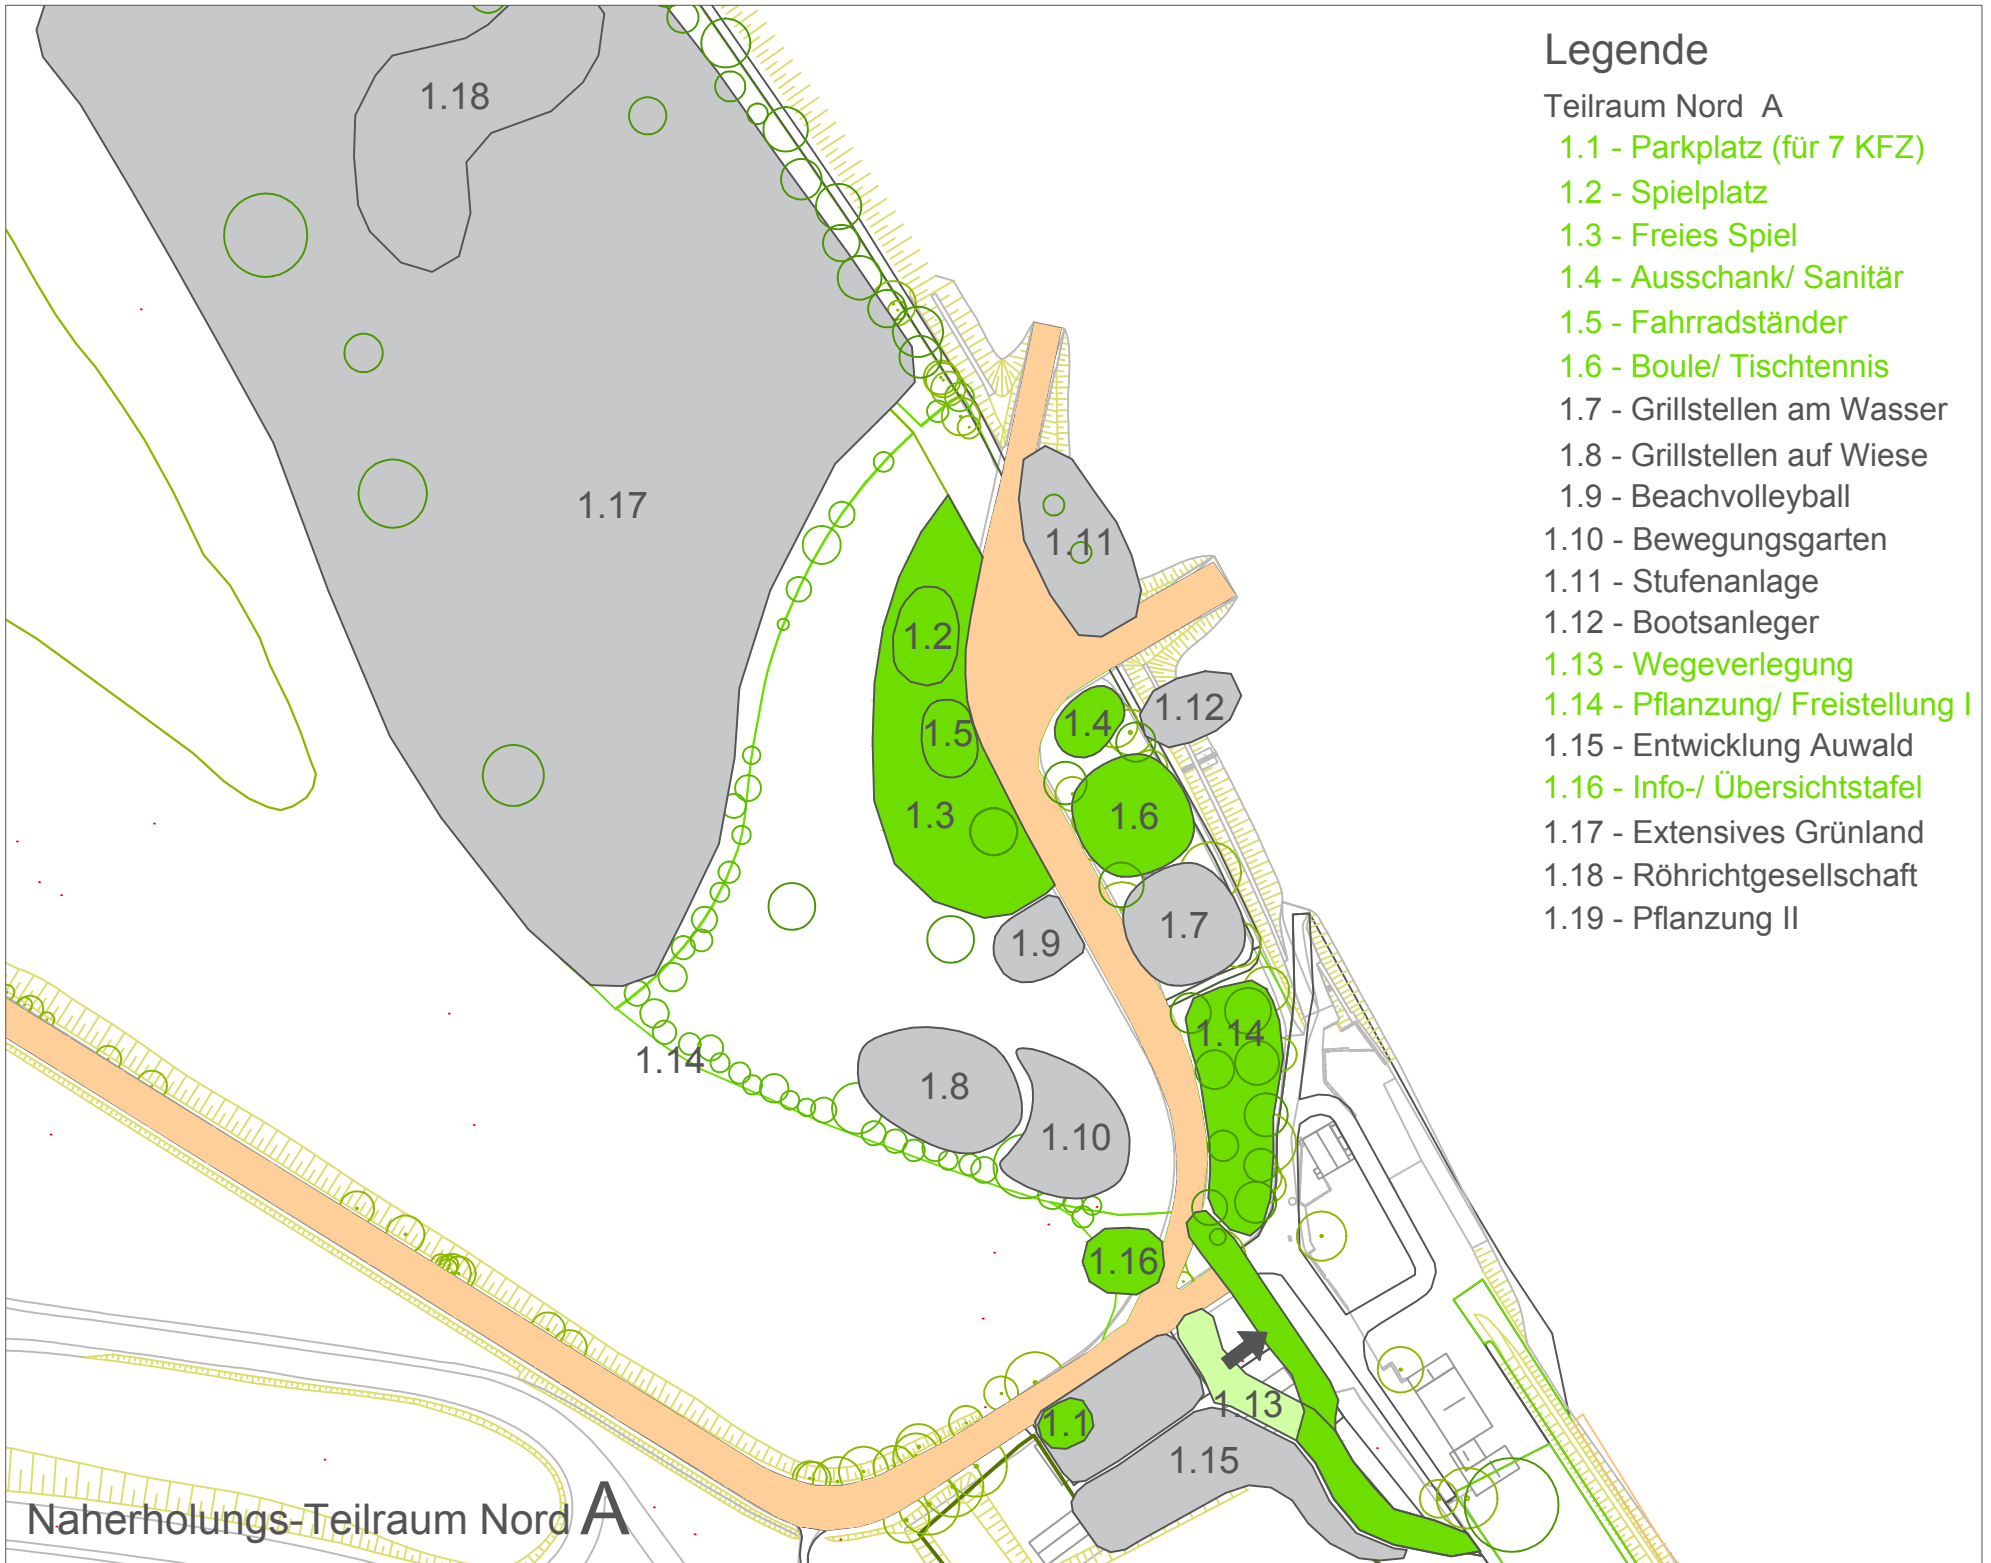 Legende
Teilraum Nord A
1.1 - Parkplatz (für 7 KFZ)
1.2 - Spielplatz
1.3 - Freies Spiel
1.4 - Ausschank/ Sanitär
1.5 - Fahrradständer
1.6 - Boule/ Tischtennis
1.7 - Grillstellen am Wasser
1.8 - Grillstellen auf Wiese
1.9 - Beachvolleyball
1.10 - Bewegungsgarten
1.11 - Stufenanlage
1.12 - Bootsanleger
1.13 - Wegeverlegung
1.14 - Pflanzung/ Freistellung I
1.15 - Entwicklung Auwald
1.16 - Info-/ Übersichtstafel
1.17 - Extensives Grünland
1.18 - Röhrichtgesellschaft
1.19 - Pflanzung II
1.18
1.17
1.11
1.2
1.12
1.4
1.5
1.3
1.6
1.7
1.9
1.14
1.14
1.8
1.10
1.16
1.13
1.1
1.15
Naherholungs-Teilraum Nord A